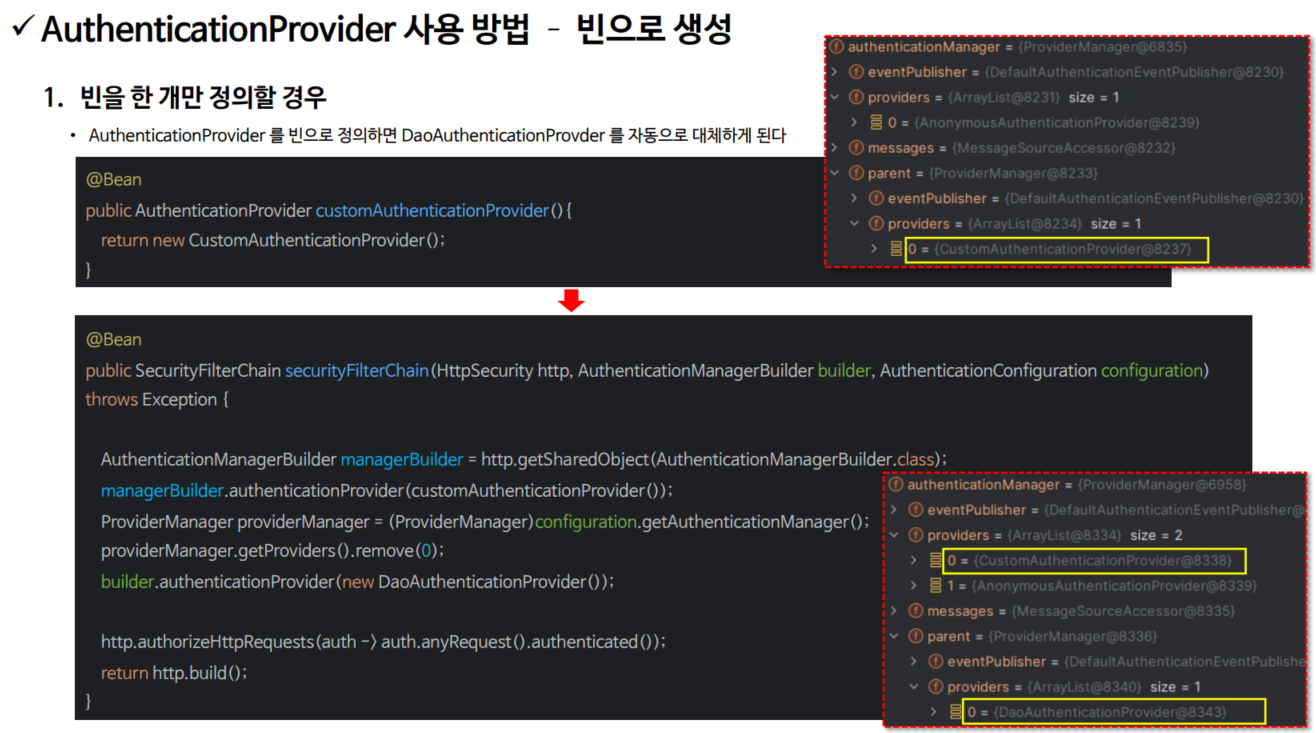 ✓ AuthenticationProvider 사용 방법 – 빈으로 생성
1. 빈을 한 개만 정의할 경우
• AuthenticationProvider 를 빈으로 정의하면 DaoAuthenticationProvder 를 자동으로 대체하게 된다
@Bean
public AuthenticationProvider customAuthenticationProvider(){
return new CustomAuthenticationProvider();
}
authenticationManager = {ProviderManager@6835}
eventPublisher = {DefaultAuthenticationEventPublisher@8230}
providers = {ArrayList@8231} size = 1
0 = {AnonymousAuthenticationProvider@8239}
messages = {MessageSourceAccessor@8232}
parent = {ProviderManager@8233}
eventPublisher = {DefaultAuthenticationEventPublisher@8230}
providers = {ArrayList@8234} size = 1
0 = {CustomAuthenticationProvider@8237}
@Bean
public SecurityFilterChain securityFilterChain(HttpSecurity http, AuthenticationManagerBuilder builder, AuthenticationConfiguration configuration)
throws Exception {
AuthenticationManagerBuilder managerBuilder = http.getSharedObject(AuthenticationManagerBuilder.class);
managerBuilder.authenticationProvider(customAuthenticationProvider());
ProviderManager providerManager = (ProviderManager)configuration.getAuthenticationManager();
providerManager.getProviders().remove(0);
builder.authenticationProvider(new DaoAuthenticationProvider());
http.authorizeHttpRequests(auth -> auth.anyRequest().authenticated());
return http.build();
}
authenticationManager = {ProviderManager@6958}
eventPublisher = {DefaultAuthenticationEventPublisher@
providers = {ArrayList@8334} size = 2
0 = {CustomAuthenticationProvider@8338}
1 = {AnonymousAuthenticationProvider@8339}
messages = {MessageSourceAccessor@8335}
parent = {ProviderManager@8336}
eventPublisher = {DefaultAuthenticationEventPublishe
providers = {ArrayList@8340} size = 1
0 = {DaoAuthenticationProvider@8343}